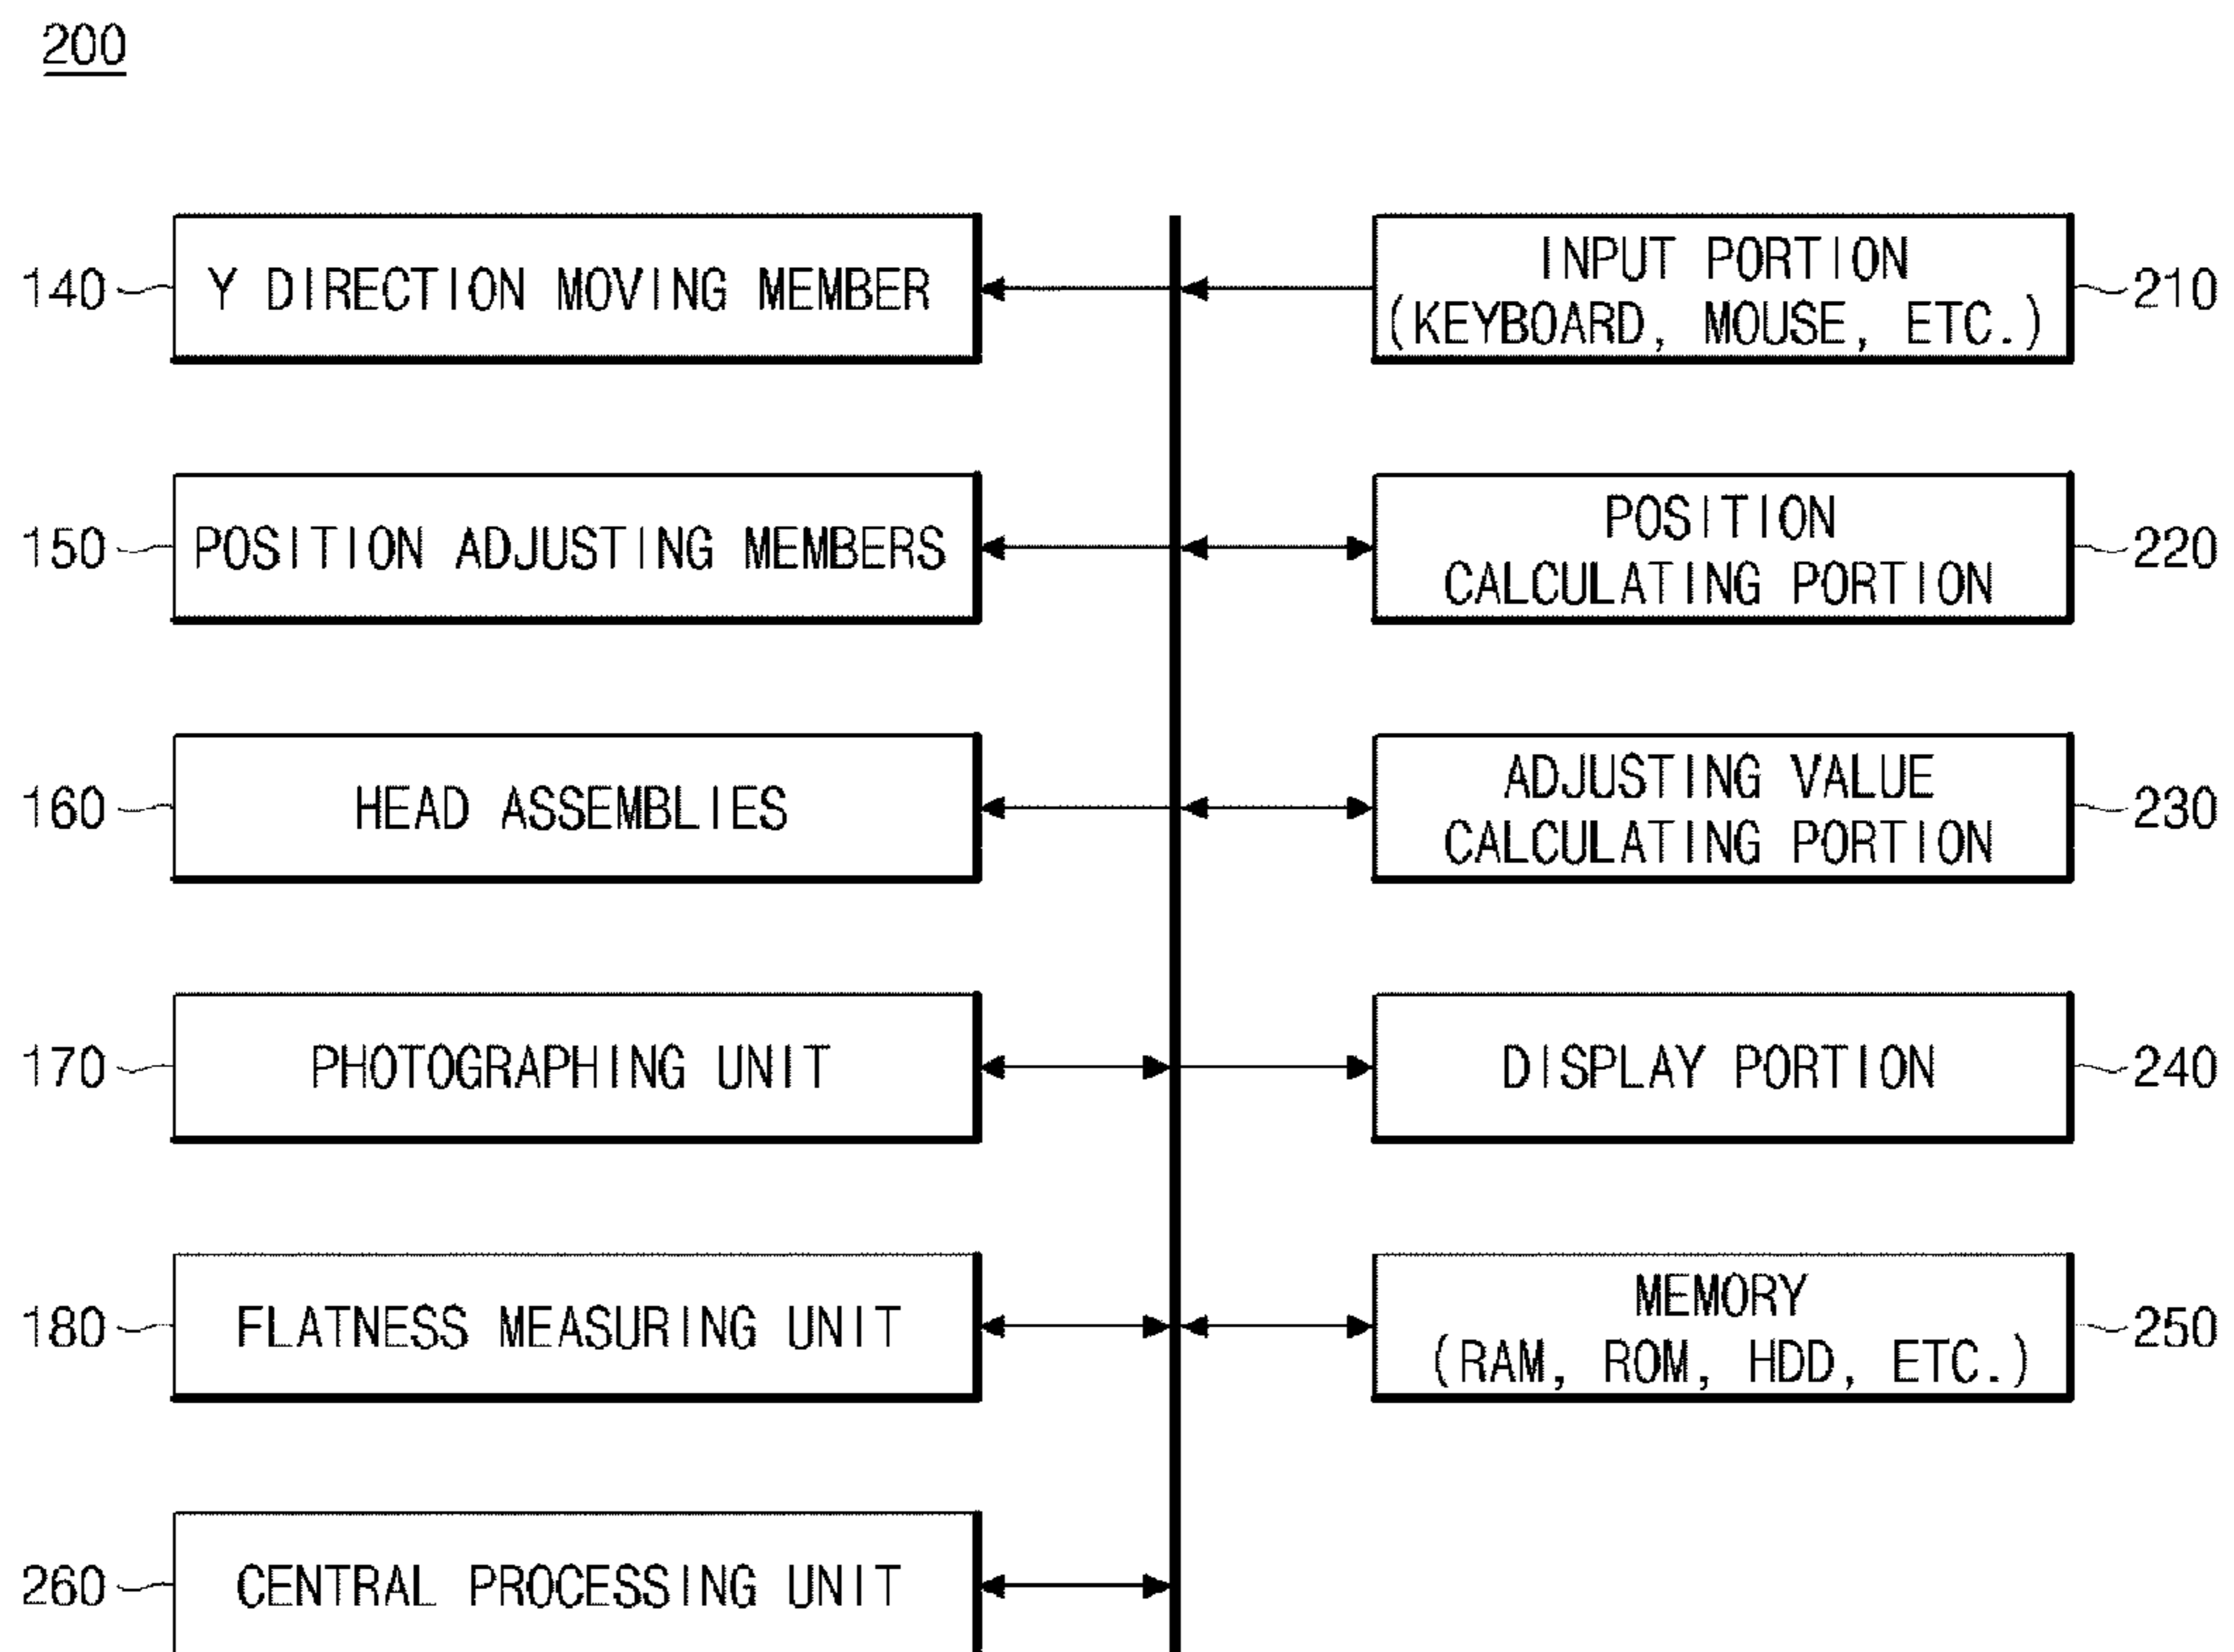 200
140
Y DIRECTION MOVING MEMBER
INPUT PORTION
(KEYBOARD, MOUSE, ETC.)
210
150
POSITION ADJUSTING MEMBERS
POSITION
CALCULATING PORTION
220
160
HEAD ASSEMBLIES
ADJUSTING VALUE
CALCULATING PORTION
230
170
PHOTOGRAPHING UNIT
DISPLAY PORTION
240
180
FLATNESS MEASURING UNIT
MEMORY
(RAM, ROM, HDD, ETC.)
250
260
CENTRAL PROCESSING UNIT